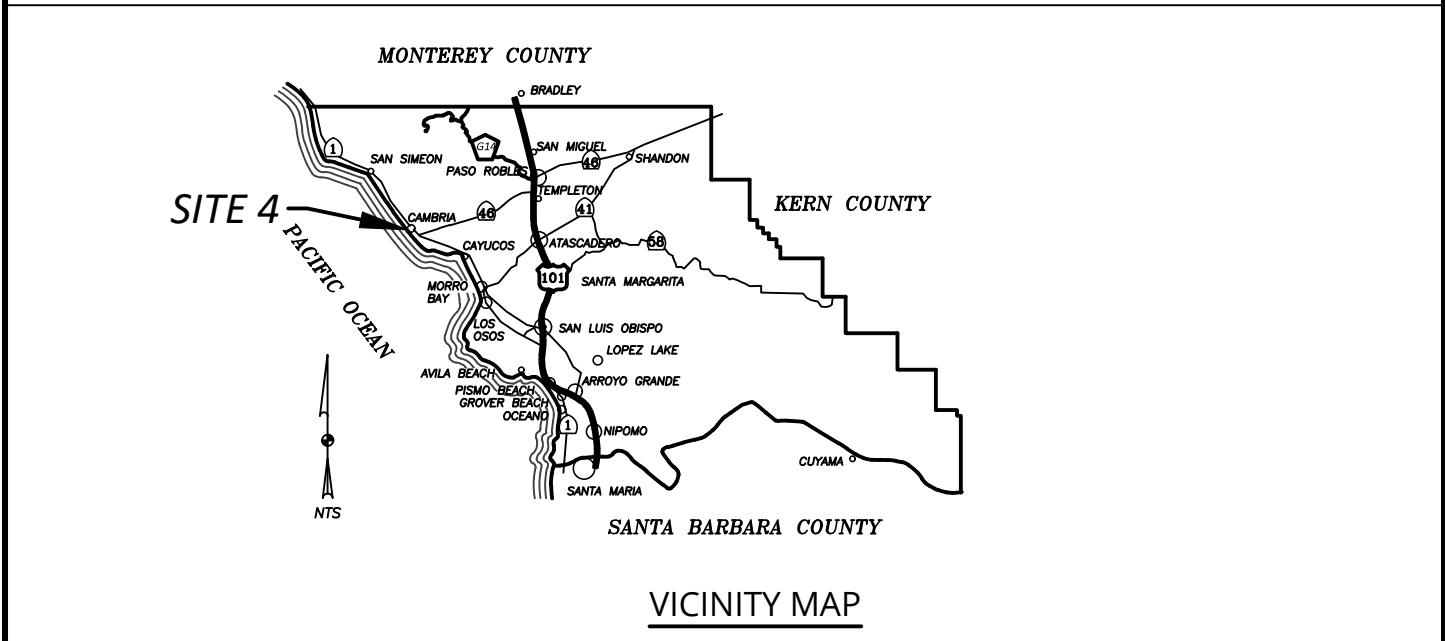 MONTEREY COUNTY
BRADLEY
1
G14
SAN MIGUEL
SAN SIMEON
46
SHANDON
PASO ROBLES
TEMPLETON
KERN COUNTY
SITE 4
CAMBRIA
46
41
CAYUCOS
ATASCADERO
58
PACIFIC OCEAN
101
SANTA MARGARITA
MORRO
BAY
LOS
OSOS
SAN LUIS OBISPO
LOPEZ LAKE
AVILA BEACH
ARROYO GRANDE
PISMO BEACH
GROVER BEACH
OCEANO
1
NIPOMO
CUYAMA
SANTA MARIA
NTS
SANTA BARBARA COUNTY
VICINITY MAP